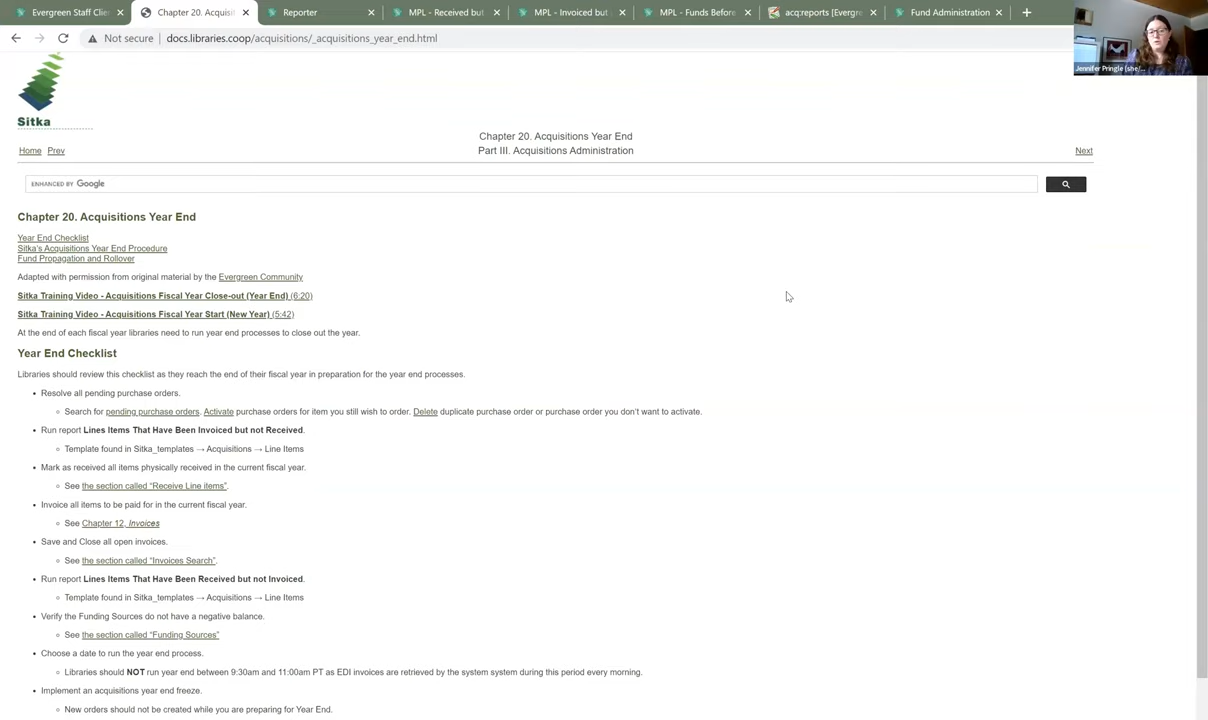 Evergreen Staff Clier
Chapter 20. Acquisiti
Reporter
MPL - Received but
MPL - Invoiced but
MPL - Funds Before
acq:reports [Evergre
Fund Administration
Not secure
docs.libraries.coop/acquisitions/_acquisitions_year_end.html
Jennifer Pringle (she/...
Sitka
Chapter 20. Acquisitions Year End
Part III. Acquisitions Administration
Home Prev
Next
ENHANCED BY Google
Chapter 20. Acquisitions Year End
Year End Checklist
Sitka's Acquisitions Year End Procedure
Fund Propagation and Rollover
Adapted with permission from original material by the Evergreen Community
Sitka Training Video - Acquisitions Fiscal Year Close-out (Year End) (6:20)
Sitka Training Video - Acquisitions Fiscal Year Start (New Year) (5:42)
At the end of each fiscal year libraries need to run year end processes to close out the year.
Year End Checklist
Libraries should review this checklist as they reach the end of their fiscal year in preparation for the year end processes.
• Resolve all pending purchase orders.
◦ Search for pending purchase orders. Activate purchase orders for item you still wish to order. Delete duplicate purchase order or purchase order you don't want to activate.
• Run report Lines Items That Have Been Invoiced but not Received.
◦ Template found in Sitka_templates → Acquisitions → Line Items
• Mark as received all items physically received in the current fiscal year.
◦ See the section called "Receive Line items".
• Invoice all items to be paid for in the current fiscal year.
◦ See Chapter 12, Invoices
• Save and Close all open invoices.
◦ See the section called "Invoices Search".
• Run report Lines Items That Have Been Received but not Invoiced.
◦ Template found in Sitka_templates → Acquisitions → Line Items
• Verify the Funding Sources do not have a negative balance.
◦ See the section called "Funding Sources"
• Choose a date to run the year end process.
◦ Libraries should NOT run year end between 9:30am and 11:00am PT as EDI invoices are retrieved by the system system during this period every morning.
• Implement an acquisitions year end freeze.
◦ New orders should not be created while you are preparing for Year End.